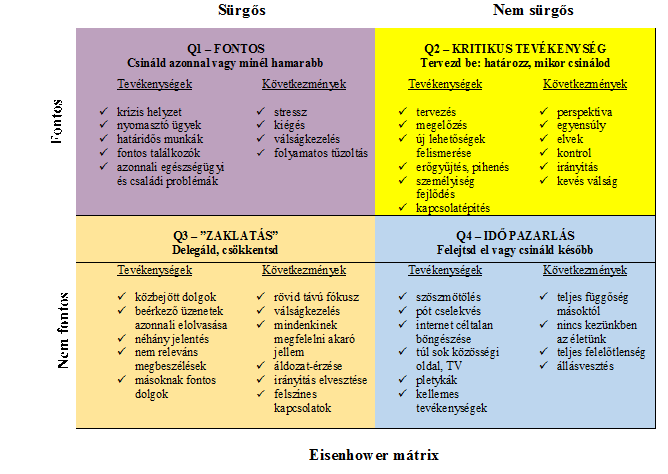 Sürgős
Nem sürgős
Fontos
Q1 – FONTOS
Csináld azonnal vagy minél hamarabb
Tevékenységek
krízis helyzet
nyomasztó ügyek
határidős munkák
fontos találkozók
azonnali egészségügyi
és családi problémák
Következmények
stressz
kiégés
válságkezelés
folyamatos tűzoltás
Q2 – KRITIKUS TEVÉKENYSÉG
Tervezd be: határozz, mikor csinálod
Tevékenységek
tervezés
megelőzés
új lehetőségek
felismerése
erőgyűjtés, pihenés
személyiség
fejlődés
kapcsolatépítés
Következmények
perspektíva
egyensúly
elvek
kontrol
irányítás
kevés válság
Nem fontos
Q3 – ”ZAKLATÁS”
Delegáld, csökkentsd
Tevékenységek
közbejött dolgok
beérkező üzenetek
azonnali elolvasása
néhány jelentés
nem releváns
megbeszélések
másoknak fontos
dolgok
Következmények
rövid távú fókusz
válságkezelés
mindenkinek
megfelelni akaró
jellem
áldozat-érzése
irányítás elvesztése
felszínes
kapcsolatok
Q4 – IDŐ PAZARLÁS
Felejtsd el vagy csináld később
Tevékenységek
szöszmötölés
pót cselekvés
internet céltalan
böngészése
túl sok közösségi
oldal, TV
pletykák
kellemes
tevékenységek
Következmények
teljes függőség
másoktól
nincs kezünkben
az életünk
teljes felelőtlenség
állásvesztés
Eisenhower mátrix